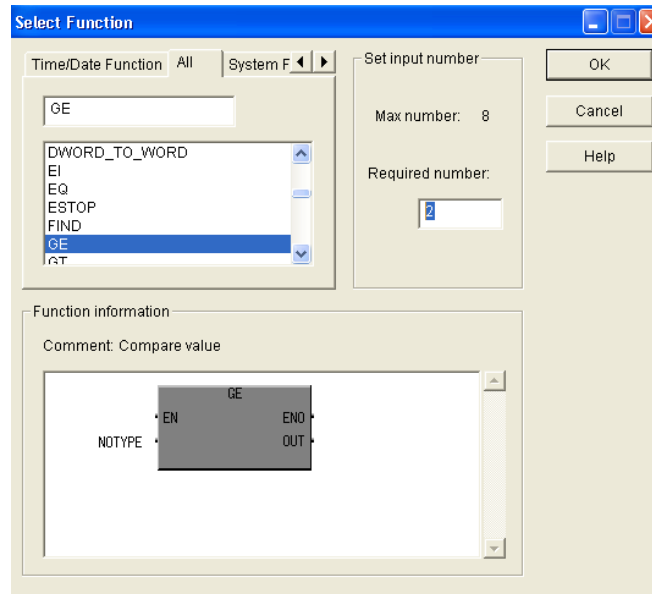 Select Function
Time/Date Function All System F
GE
DWORD_TO_WORD
EI
EQ
ESTOP
FIND
GE
GT
Set input number
Max number: 8
Required number:
2
OK
Cancel
Help
Function information
Comment: Compare value
GE
EN ENO
NOTYPE OUT